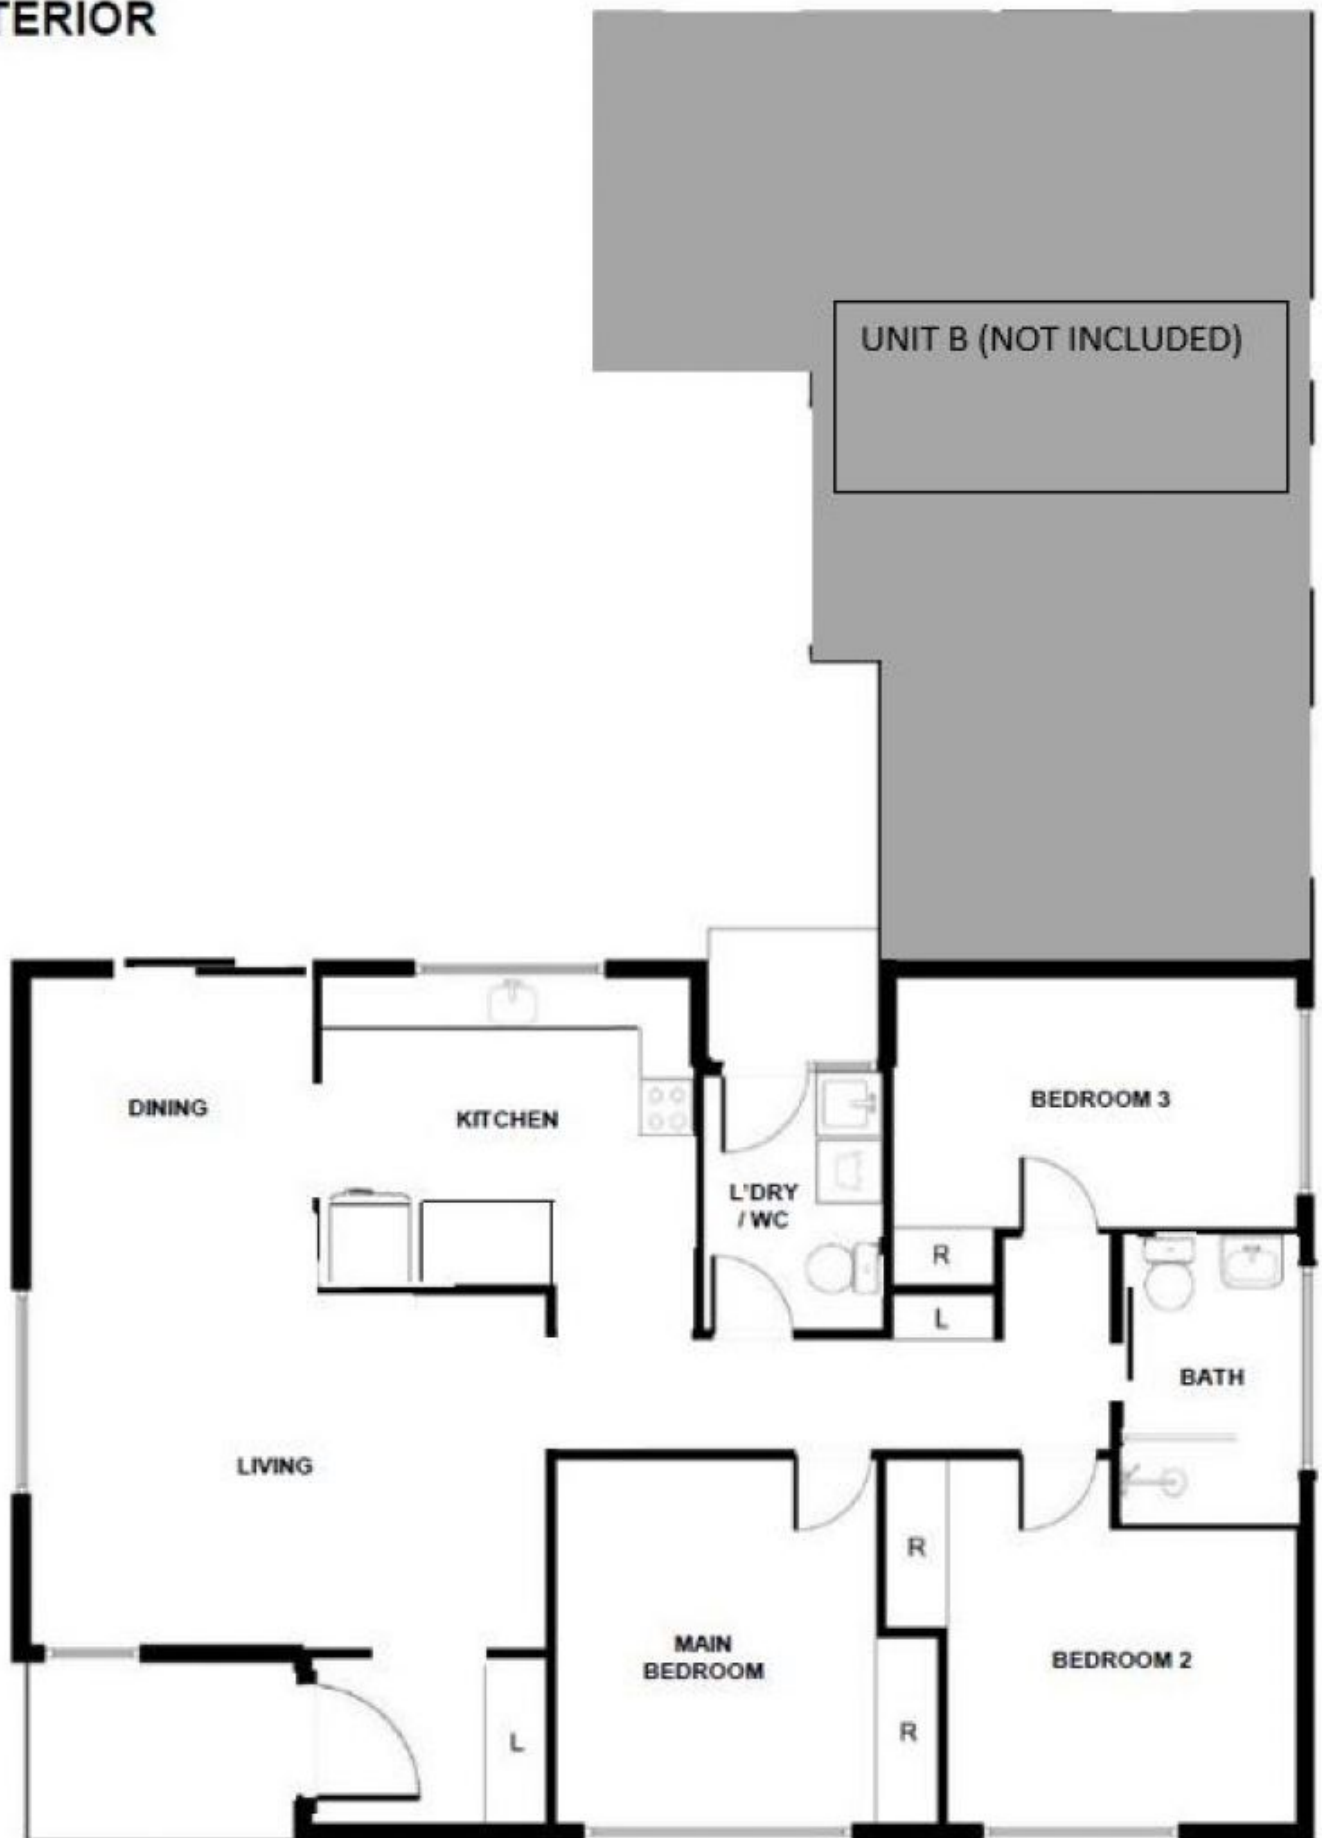 TERIOR
UNIT B (NOT INCLUDED)
DINING
KITCHEN
BEDROOM 3
L'DRY
/ WC
R
L
BATH
LIVING
R
MAIN
BEDROOM
BEDROOM 2
R
L